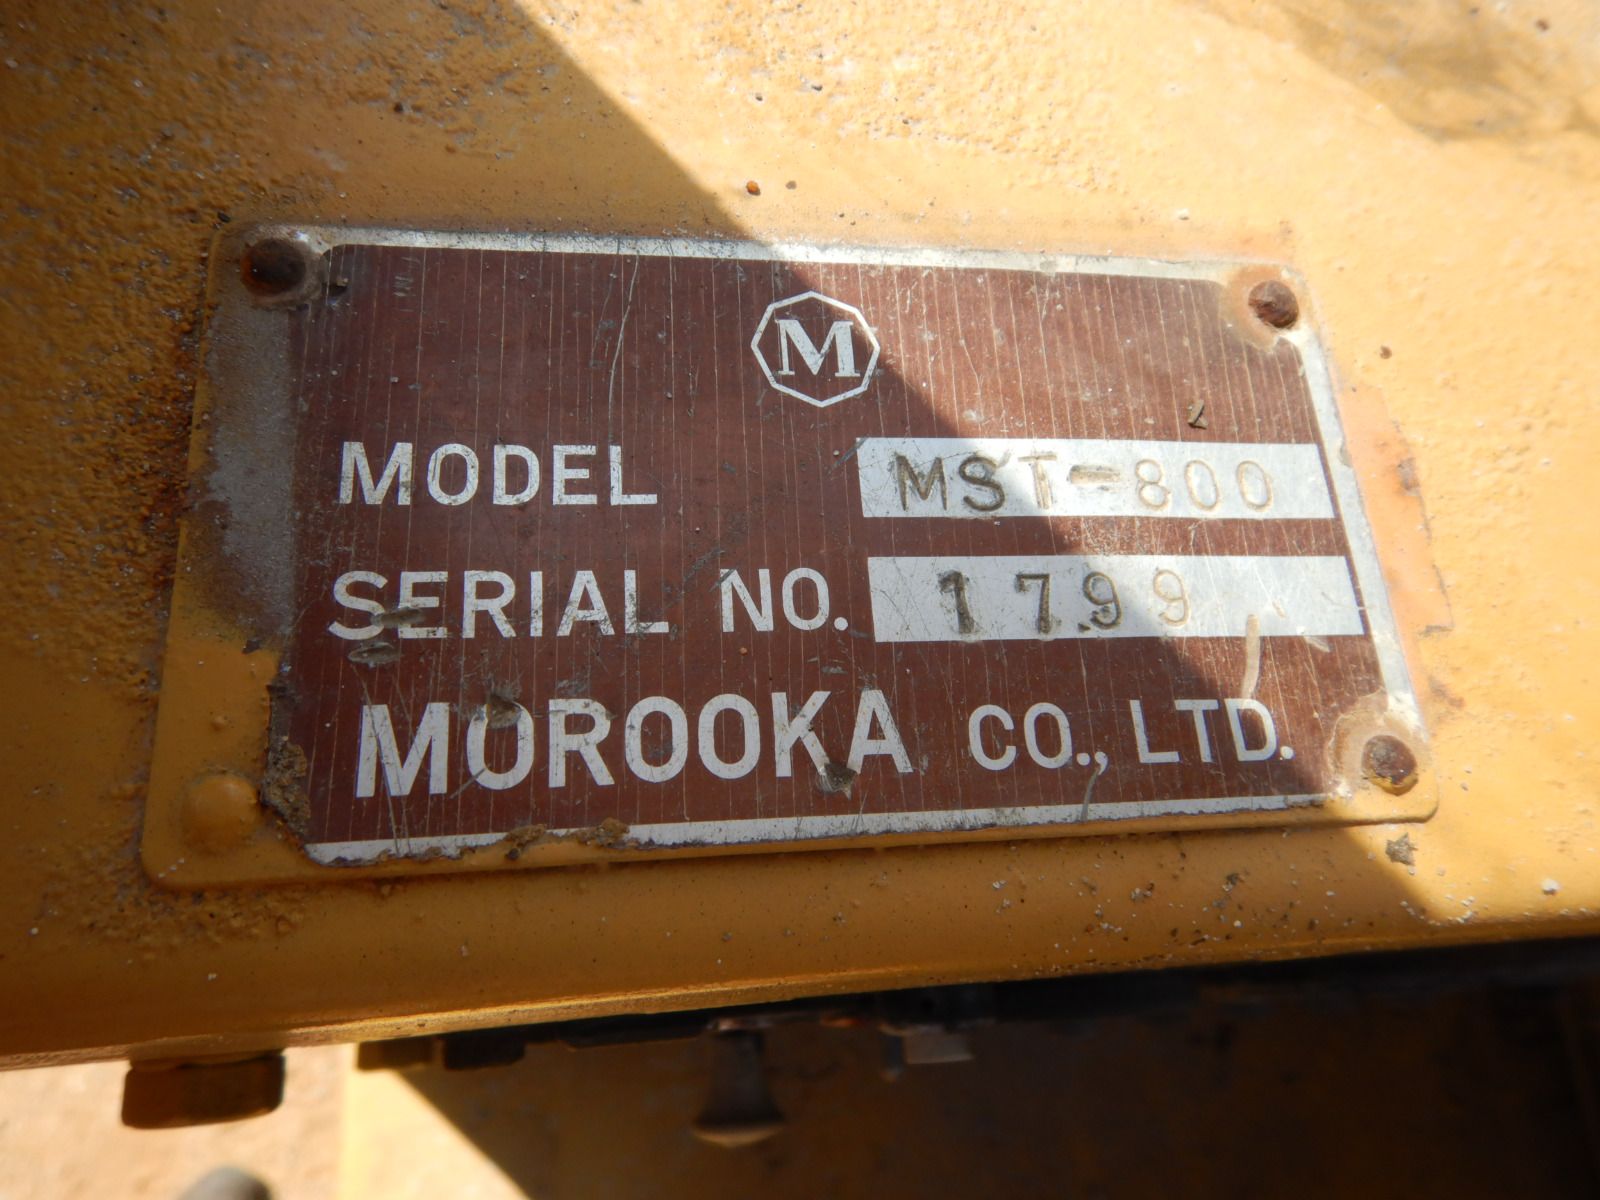 M
MODEL MST-800
SERIAL NO. 1799
MOROOKA CO., LTD.